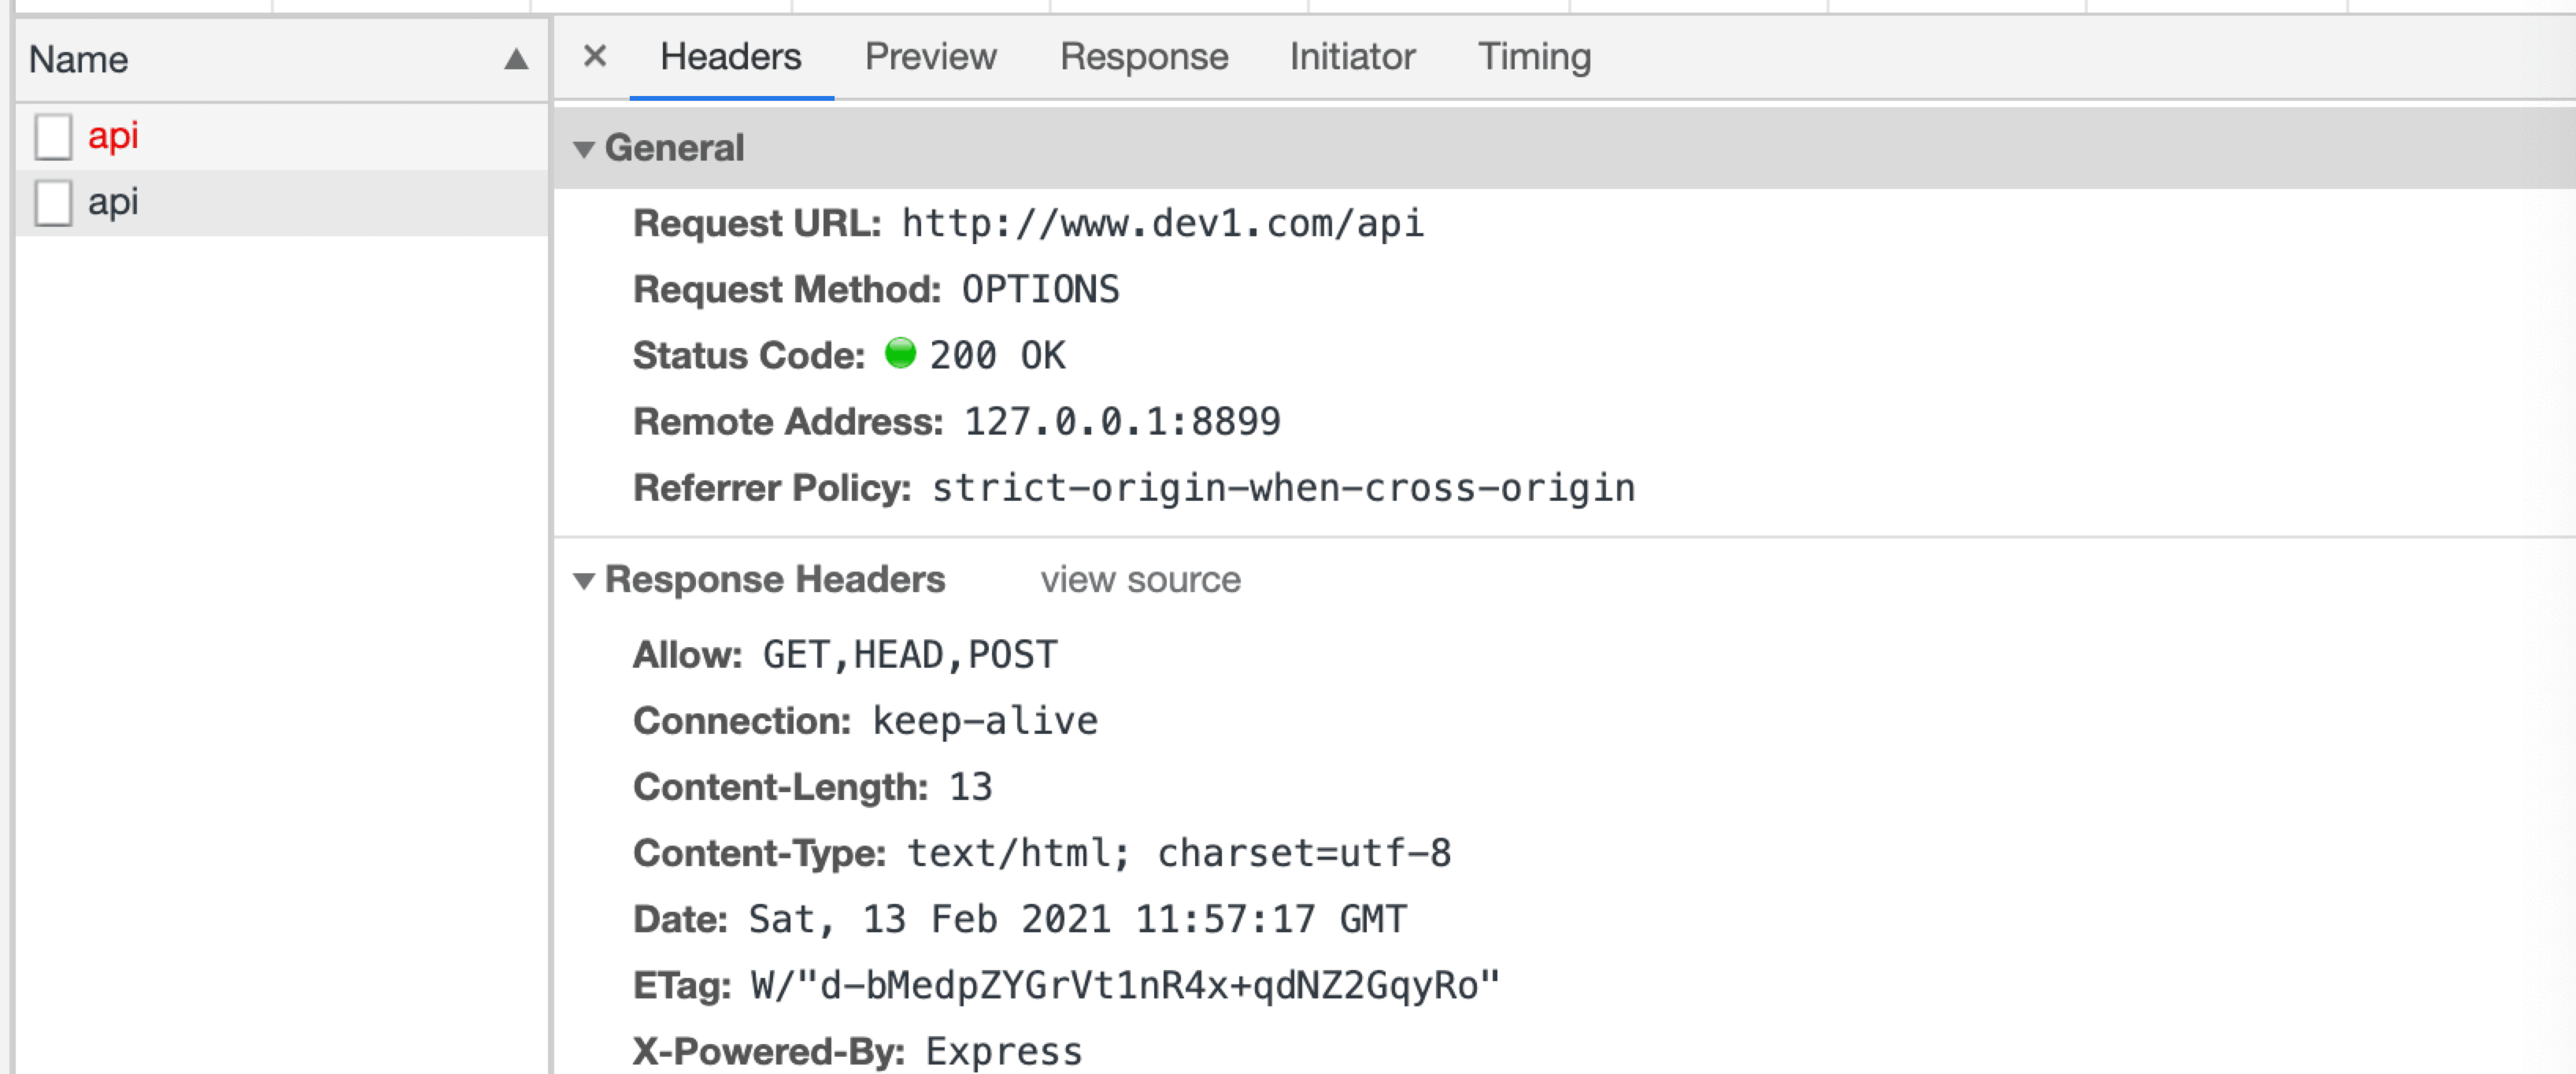 Name
api
api
× Headers Preview Response Initiator Timing
General
Request URL: http://www.dev1.com/api
Request Method: OPTIONS
Status Code: 200 OK
Remote Address: 127.0.0.1:8899
Referrer Policy: strict-origin-when-cross-origin
Response Headers view source
Allow: GET,HEAD,POST
Connection: keep-alive
Content-Length: 13
Content-Type: text/html; charset=utf-8
Date: Sat, 13 Feb 2021 11:57:17 GMT
ETag: W/"d-bMedpZYGrVt1nR4x+qdNZ2GqyRo"
X-Powered-By: Express